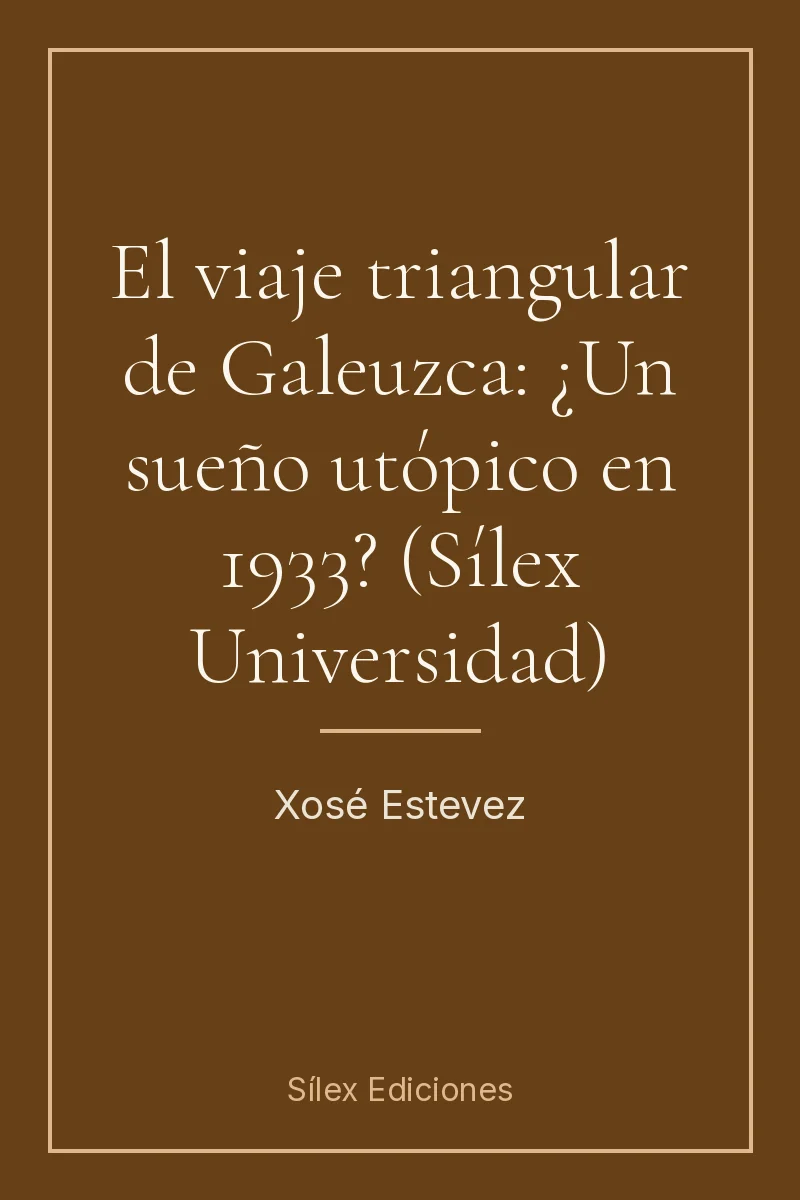 El viaje triangular
de Galeuzca: ¿Un
sueño utópico en
1933? (Sílex
Universidad)
Xosé Estevez
Sílex Ediciones